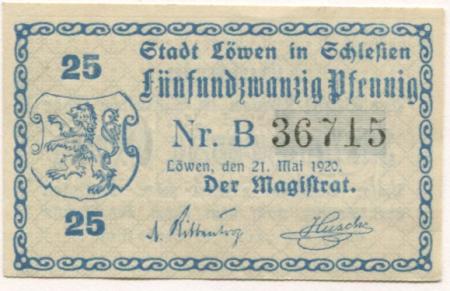 25
Stadt Löwen in Schlesien
Fünfundzwanzig Pfennig
Nr. B 36715
Löwen, den 21. Mai 1920.
Der Magistrat.
25